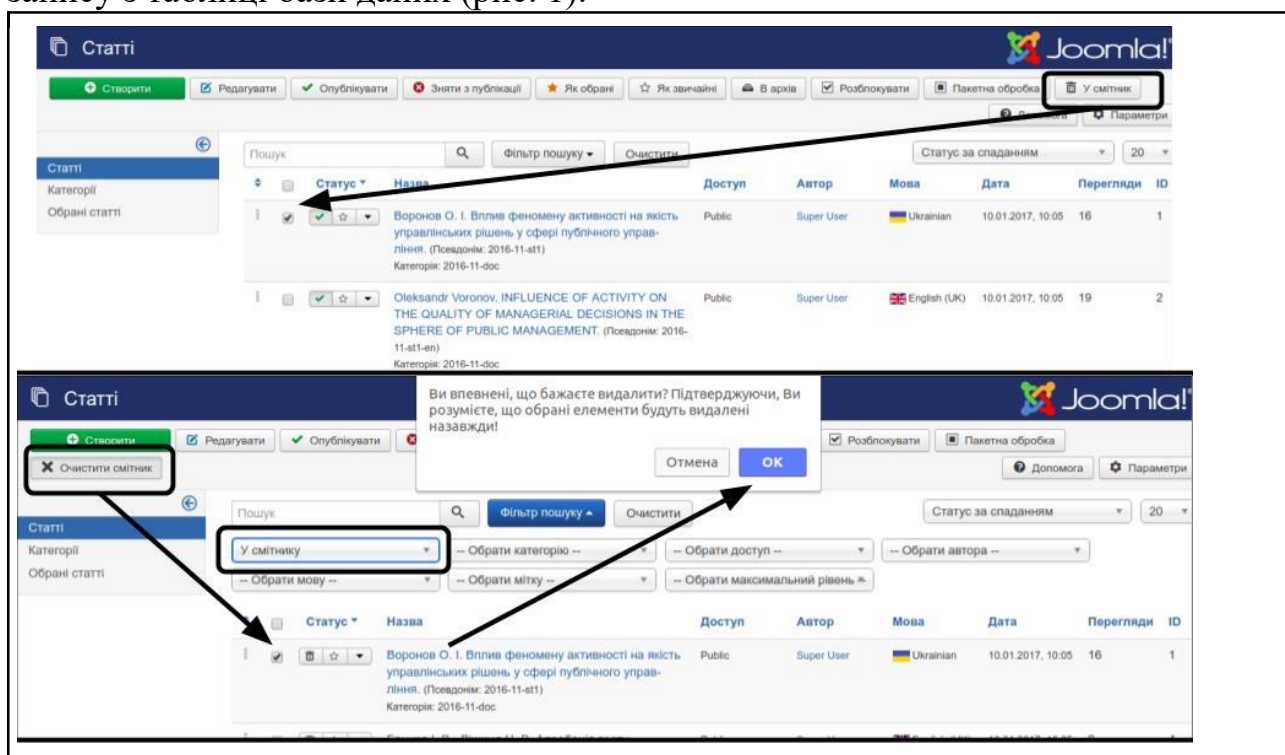 запису з таблиці бази даних (рис. 1).
Статті
Joomla!
Створити Редагувати Опублікувати Зняти з публікації Як обрані Як звичайні В архів Розблокувати Пакетна обробка У смітник
Допомога Параметри
Пошук Фільтр пошуку Очистити Статус за спаданням 20
Статті
Категорії
Обрані статті
Статус Назва Доступ Автор Мова Дата Перегляди ID
Воронов О. І. Вплив феномену активності на якість Public Super User Ukrainian 10.01.2017, 10:05 16 1
управлінських рішень у сфері публічного управ-
ління. (Псевдонім: 2016-11-st1)
Категорія: 2016-11-doc
Oleksandr Voronov. INFLUENCE OF ACTIVITY ON Public Super User English (UK) 10.01.2017, 10:05 19 2
THE QUALITY OF MANAGERIAL DECISIONS IN THE
SPHERE OF PUBLIC MANAGEMENT. (Псевдонім: 2016-
11-st1-en)
Категорія: 2016-11-doc
Статті
Joomla!
Ви впевнені, що бажаєте видалити? Підтверджуючи, Ви
розумієте, що обрані елементи будуть видалені
назавжди!
Отмена ОК
Створити Редагувати Опублікувати Розблокувати Пакетна обробка
Очистити смітник Допомога Параметри
Пошук Фільтр пошуку Очистити Статус за спаданням 20
Статті
Категорії
Обрані статті
У смітнику -- Обрати категорію -- -- Обрати доступ -- -- Обрати автора --
-- Обрати мову -- -- Обрати мітку -- -- Обрати максимальний рівень
Статус Назва Доступ Автор Мова Дата Перегляди ID
Воронов О. І. Вплив феномену активності на якість Public Super User Ukrainian 10.01.2017, 10:05 16 1
управлінських рішень у сфері публічного управ-
ління. (Псевдонім: 2016-11-st1)
Категорія: 2016-11-doc